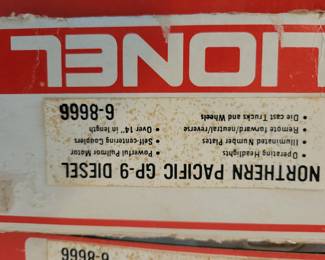 NORTHERN PACIFIC GP-9 DIESEL
• Operating Headlights
• Illuminated Number Plates
• Remote forward/neutral/reverse
• Die cast Trucks and Wheels
• Powerful Pullmor Motor
• Self-centering Couplers
• Over 14" in length
6-8666
LIONEL
6-8666